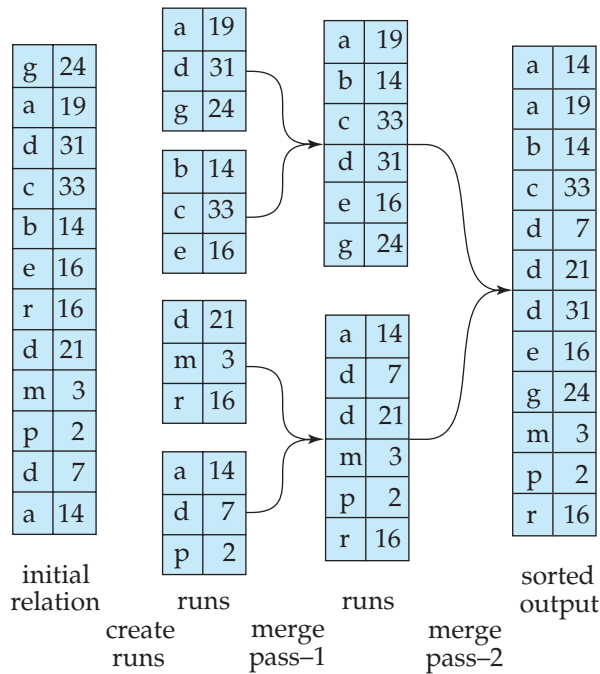 g 24
a 19
d 31
c 33
b 14
e 16
r 16
d 21
m 3
p 2
d 7
a 14
initial
relation
a 19
d 31
g 24
b 14
c 33
e 16
d 21
m 3
r 16
a 14
d 7
p 2
runs
a 19
b 14
c 33
d 31
e 16
g 24
a 14
d 7
d 21
m 3
p 2
r 16
runs
a 14
a 19
b 14
c 33
d 7
d 21
d 31
e 16
g 24
m 3
p 2
r 16
sorted
output
create
runs
merge
pass–1
merge
pass–2